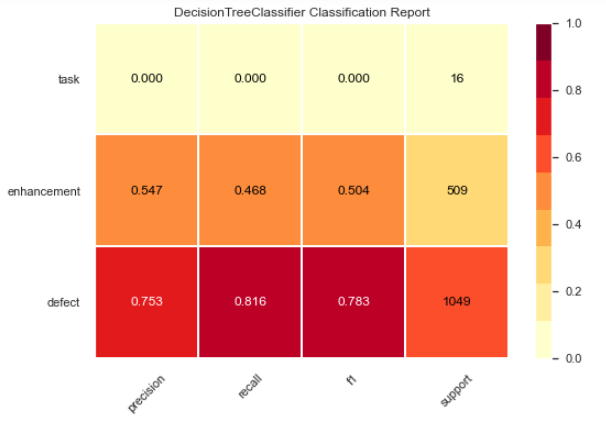 DecisionTreeClassifier Classification Report
1.0
task 0.000 0.000 0.000 16
0.8
0.6
enhancement 0.547 0.468 0.504 509
0.4
0.2
defect 0.753 0.816 0.783 1049
0.0
precision recall f1 support